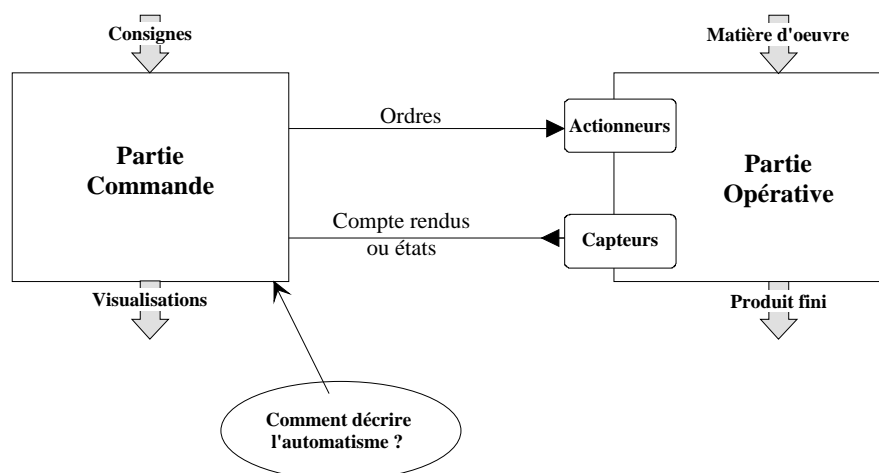 Consignes
Matière d'oeuvre
Ordres
Actionneurs
Partie
Commande
Partie
Opérative
Compte rendus
ou états
Capteurs
Visualisations
Produit fini
Comment décrire
l'automatisme ?